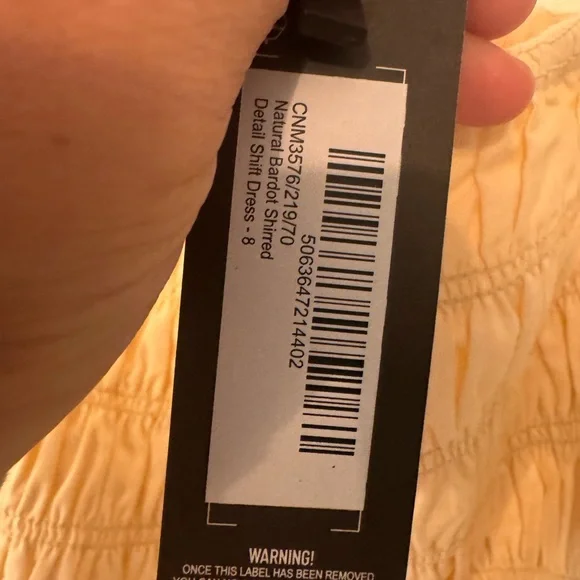 CNM3576/219/70
Natural Bardot Shirred
Detail Shift Dress - 8
5063647214402
WARNING!
ONCE THIS LABEL HAS BEEN REMOVED